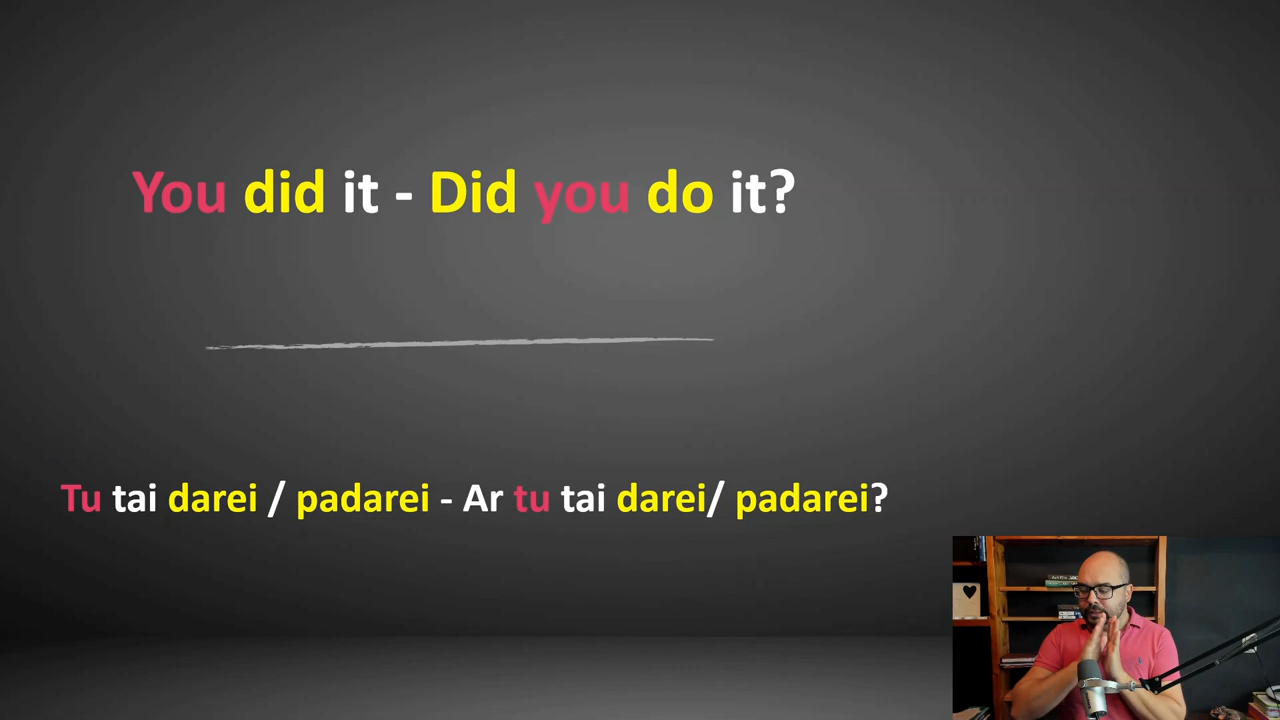 You did it - Did you do it?
Tu tai darei / padarei - Ar tu tai darei/ padarei?